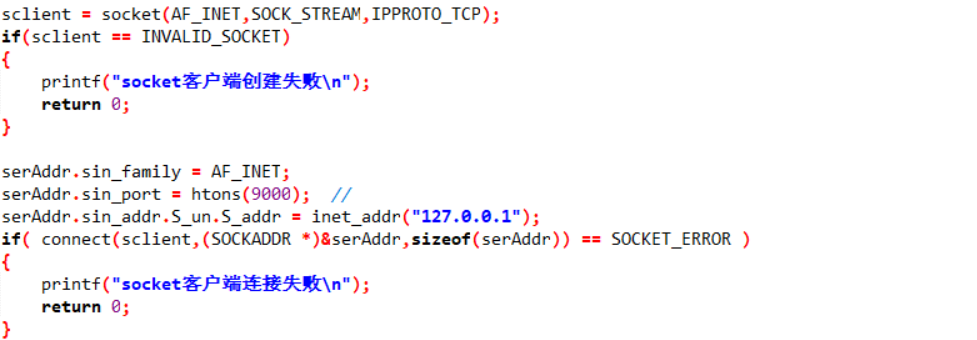 sclient = socket(AF_INET,SOCK_STREAM,IPPROTO_TCP);
if(sclient == INVALID_SOCKET)
{
    printf("socket客户端创建失败\n");
    return 0;
}

serAddr.sin_family = AF_INET;
serAddr.sin_port = htons(9000);  //
serAddr.sin_addr.S_un.S_addr = inet_addr("127.0.0.1");
if( connect(sclient,(SOCKADDR *)&serAddr,sizeof(serAddr)) == SOCKET_ERROR )
{
    printf("socket客户端连接失败\n");
    return 0;
}